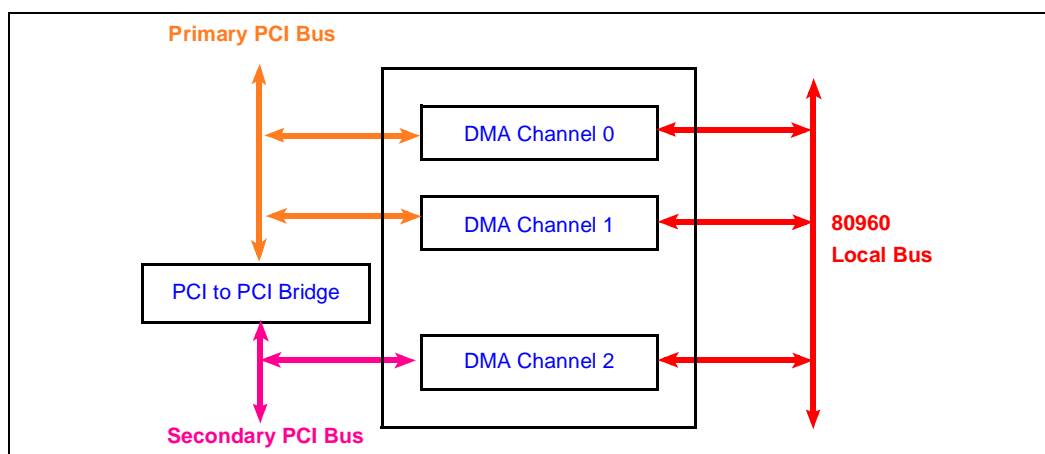 Primary PCI Bus
DMA Channel 0
DMA Channel 1
80960
Local Bus
PCI to PCI Bridge
DMA Channel 2
Secondary PCI Bus